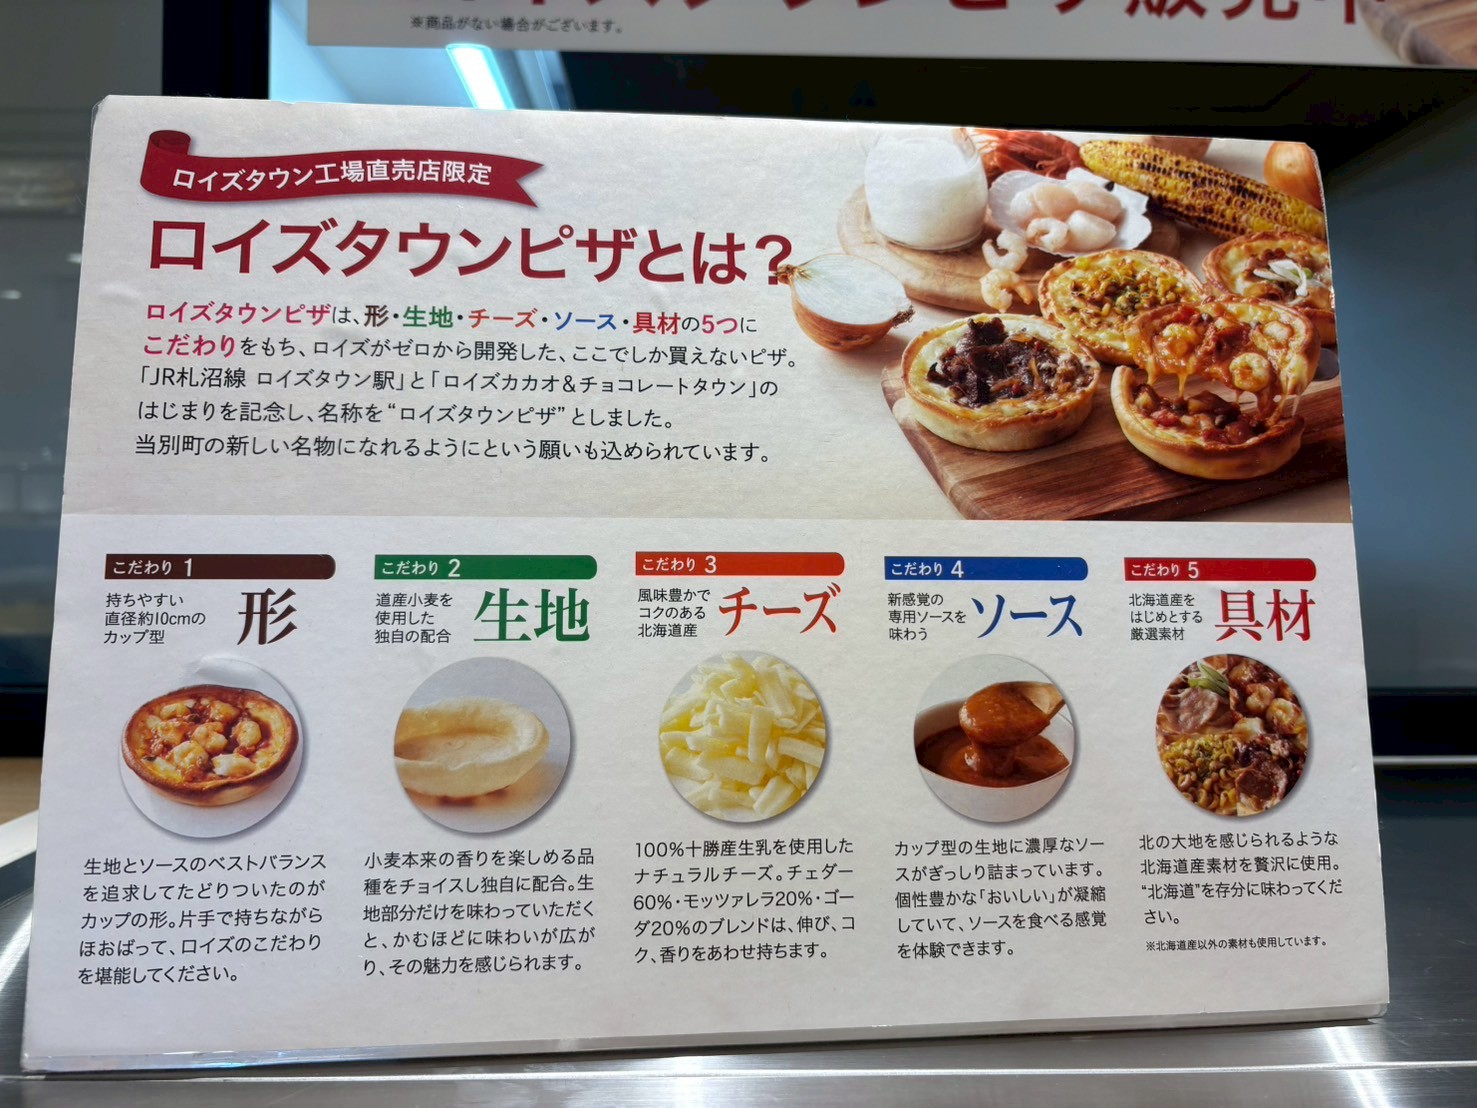 ※商品がない場合がございます。
ロイズタウン工場直売店限定
ロイズタウンピザとは？
ロイズタウンピザは、形・生地・チーズ・ソース・具材の5つに
こだわりをもち、ロイズがゼロから開発した、ここでしか買えないピザ。
「JR札沼線 ロイズタウン駅」と「ロイズカカオ＆チョコレートタウン」の
はじまりを記念し、名称を“ロイズタウンピザ”としました。
当別町の新しい名物になれるようにという願いも込められています。
こだわり 1
持ちやすい
直径約10cmの
カップ型
形
生地とソースのベストバランス
を追求してたどりついたのが
カップの形。片手で持ちながら
ほおばって、ロイズのこだわり
を堪能してください。
こだわり 2
道産小麦を
使用した
独自の配合
生地
小麦本来の香りを楽しめる品
種をチョイスし独自に配合。生
地部分だけを味わっていただく
と、かむほどに味わいが広が
り、その魅力を感じられます。
こだわり 3
風味豊かで
コクのある
北海道産
チーズ
100%十勝産生乳を使用した
ナチュラルチーズ。チェダー
60%・モッツァレラ20%・ゴー
ダ20%のブレンドは、伸び、コ
ク、香りをあわせ持ちます。
こだわり 4
新感覚の
専用ソースを
味わう
ソース
カップ型の生地に濃厚なソー
スがぎっしり詰まっています。
個性豊かな「おいしい」が凝縮
していて、ソースを食べる感覚
を体験できます。
こだわり 5
北海道産を
はじめとする
厳選素材
具材
北の大地を感じられるような
北海道産素材を贅沢に使用。
“北海道”を存分に味わってくだ
さい。
※北海道産以外の素材も使用しています。